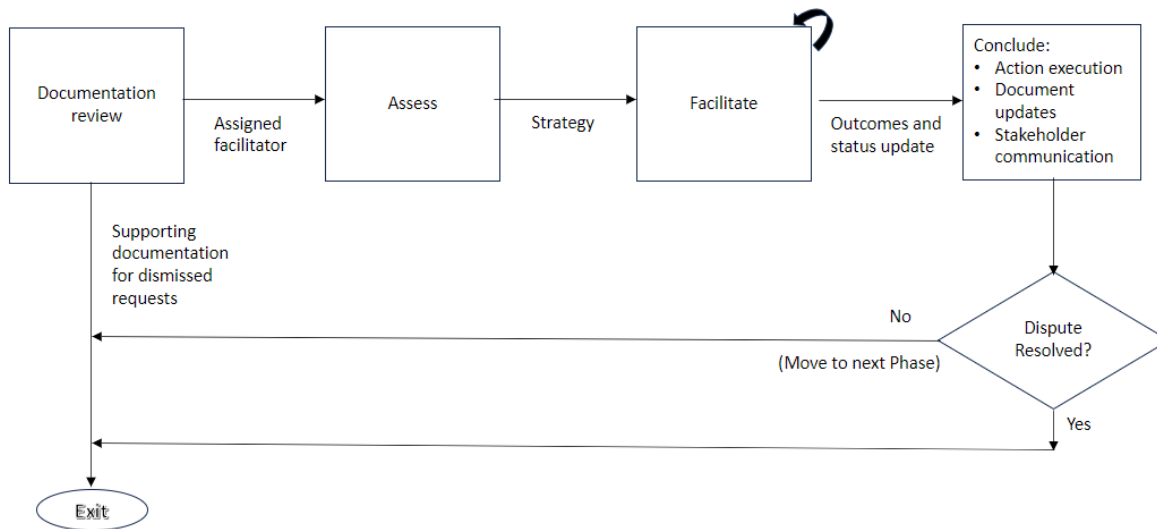 Documentation
review
Assigned
facilitator
Assess
Strategy
Facilitate
Outcomes and
status update
Conclude:
• Action execution
• Document
updates
• Stakeholder
communication
Supporting
documentation
for dismissed
requests
No
(Move to next Phase)
Dispute
Resolved?
Yes
Exit